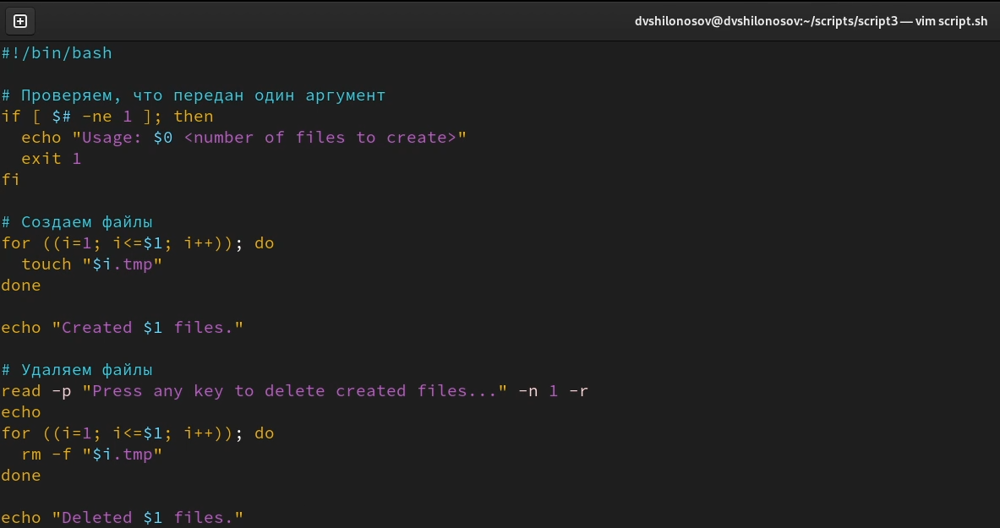 dvshilonosov@dvshilonosov:~/scripts/script3 — vim script.sh
#!/bin/bash

# Проверяем, что передан один аргумент
if [ $# -ne 1 ]; then
  echo "Usage: $0 <number of files to create>"
  exit 1
fi

# Создаем файлы
for ((i=1; i<=$1; i++)); do
  touch "$i.tmp"
done

echo "Created $1 files."

# Удаляем файлы
read -p "Press any key to delete created files..." -n 1 -r
echo
for ((i=1; i<=$1; i++)); do
  rm -f "$i.tmp"
done

echo "Deleted $1 files."